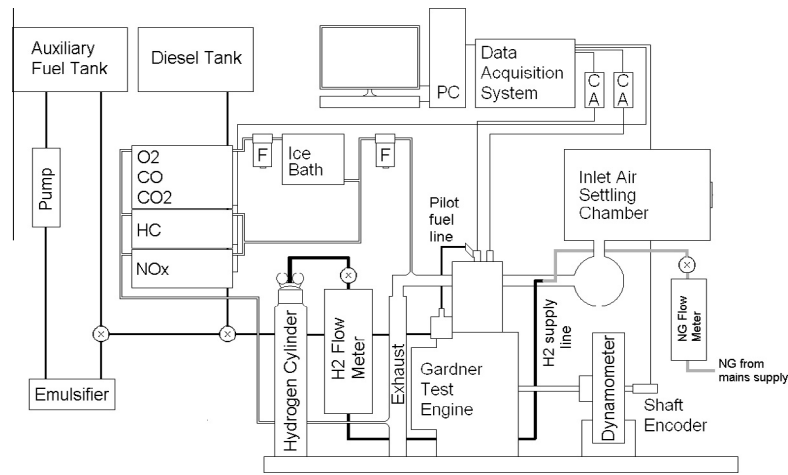 Auxiliary
Fuel Tank
Diesel Tank
PC
Data
Acquisition
System
C
A
C
A
Pump
O2
CO
CO2
HC
NOx
F
Ice
Bath
F
Pilot
fuel
line
Inlet Air
Settling
Chamber
Emulsifier
Hydrogen Cylinder
H2 Flow
Meter
Exhaust
Gardner
Test
Engine
H2 supply
line
Dynamometer
Shaft
Encoder
NG Flow
Meter
NG from
mains supply